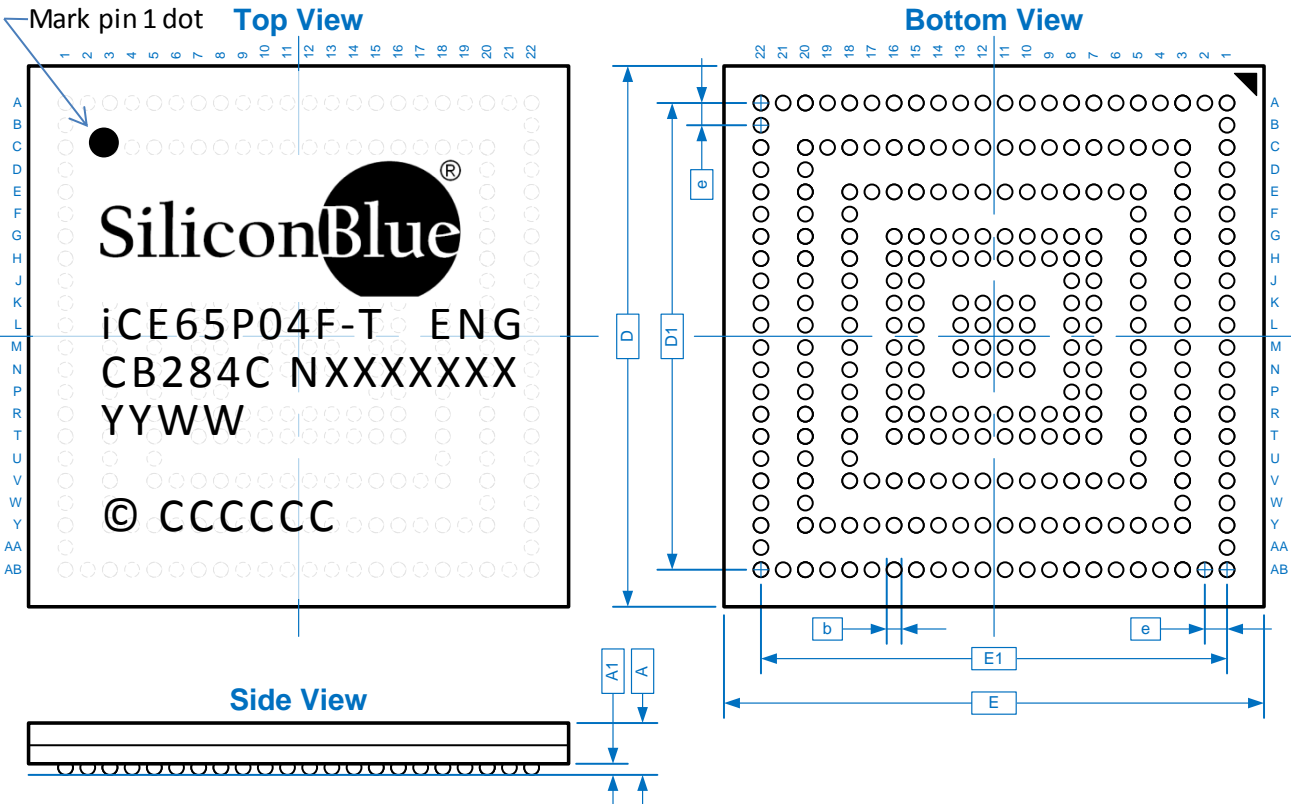 Mark pin 1 dot
Top View
1 2 3 4 5 6 7 8 9 10 11 12 13 14 15 16 17 18 19 20 21 22
A
B
C
D
E
F
G
H
J
K
L
M
N
P
R
T
U
V
W
Y
AA
AB
SiliconBlue®
iCE65P04F-T ENG
CB284C NXXXXXXX
YYWW
© CCCCCC
Bottom View
22 21 20 19 18 17 16 15 14 13 12 11 10 9 8 7 6 5 4 3 2 1
A
B
C
D
E
F
G
H
J
K
L
M
N
P
R
T
U
V
W
Y
AA
AB
e
D
D1
b
e
E1
E
Side View
A1
A